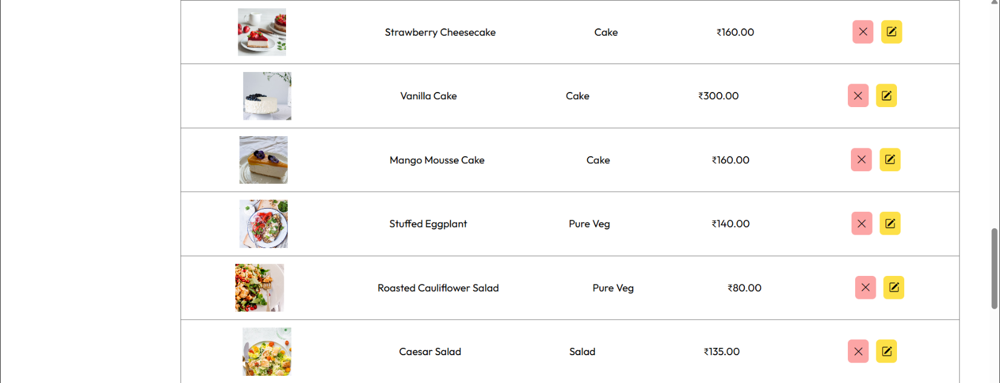 Strawberry Cheesecake Cake ₹160.00
Vanilla Cake Cake ₹300.00
Mango Mousse Cake Cake ₹160.00
Stuffed Eggplant Pure Veg ₹140.00
Roasted Cauliflower Salad Pure Veg ₹80.00
Caesar Salad Salad ₹135.00